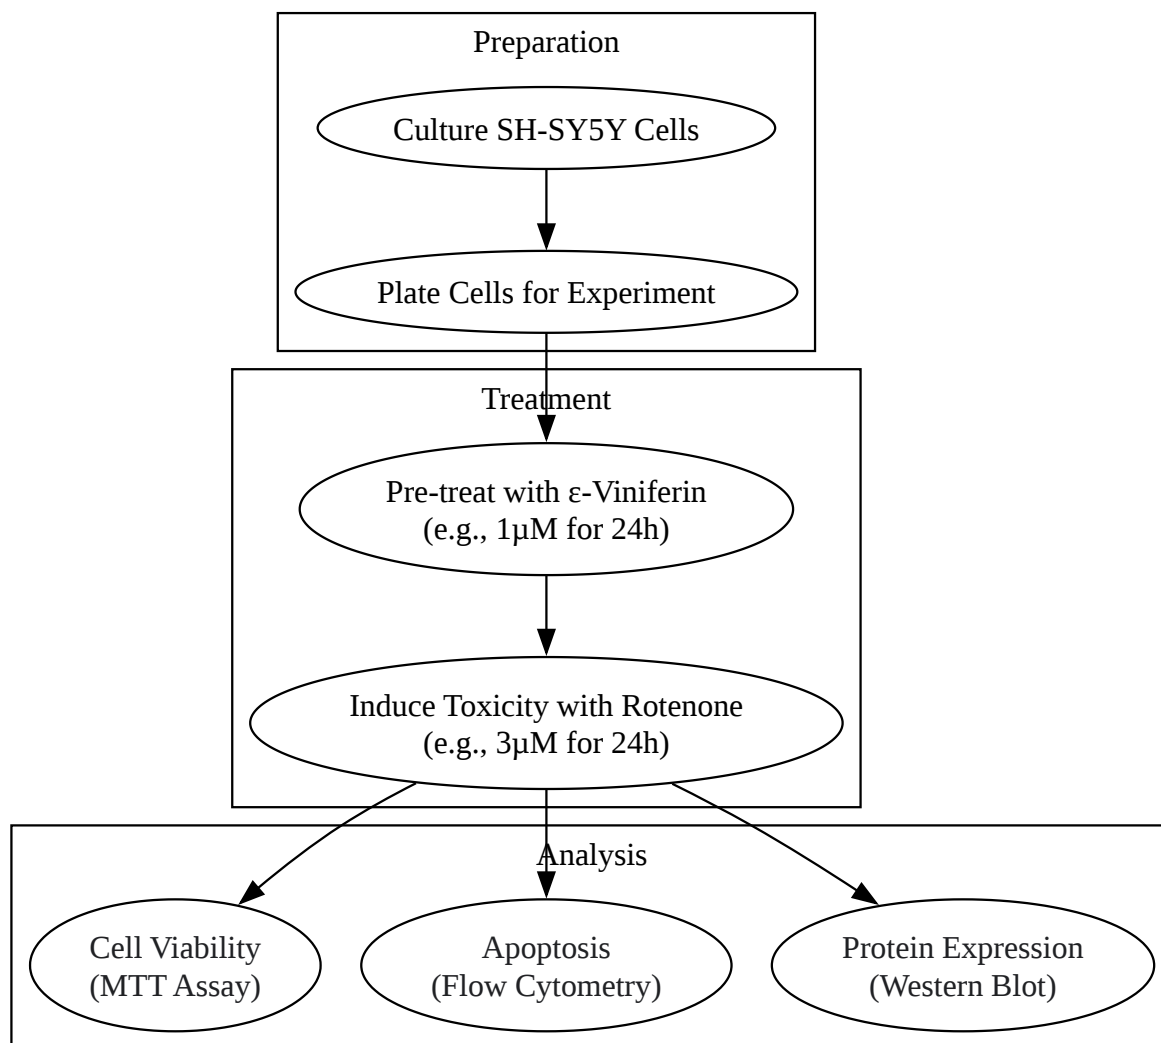 Preparation
Culture SH-SY5Y Cells
Plate Cells for Experiment
Treatment
Pre-treat with ε-Viniferin
(e.g., 1µM for 24h)
Induce Toxicity with Rotenone
(e.g., 3µM for 24h)
Analysis
Cell Viability
(MTT Assay)
Apoptosis
(Flow Cytometry)
Protein Expression
(Western Blot)